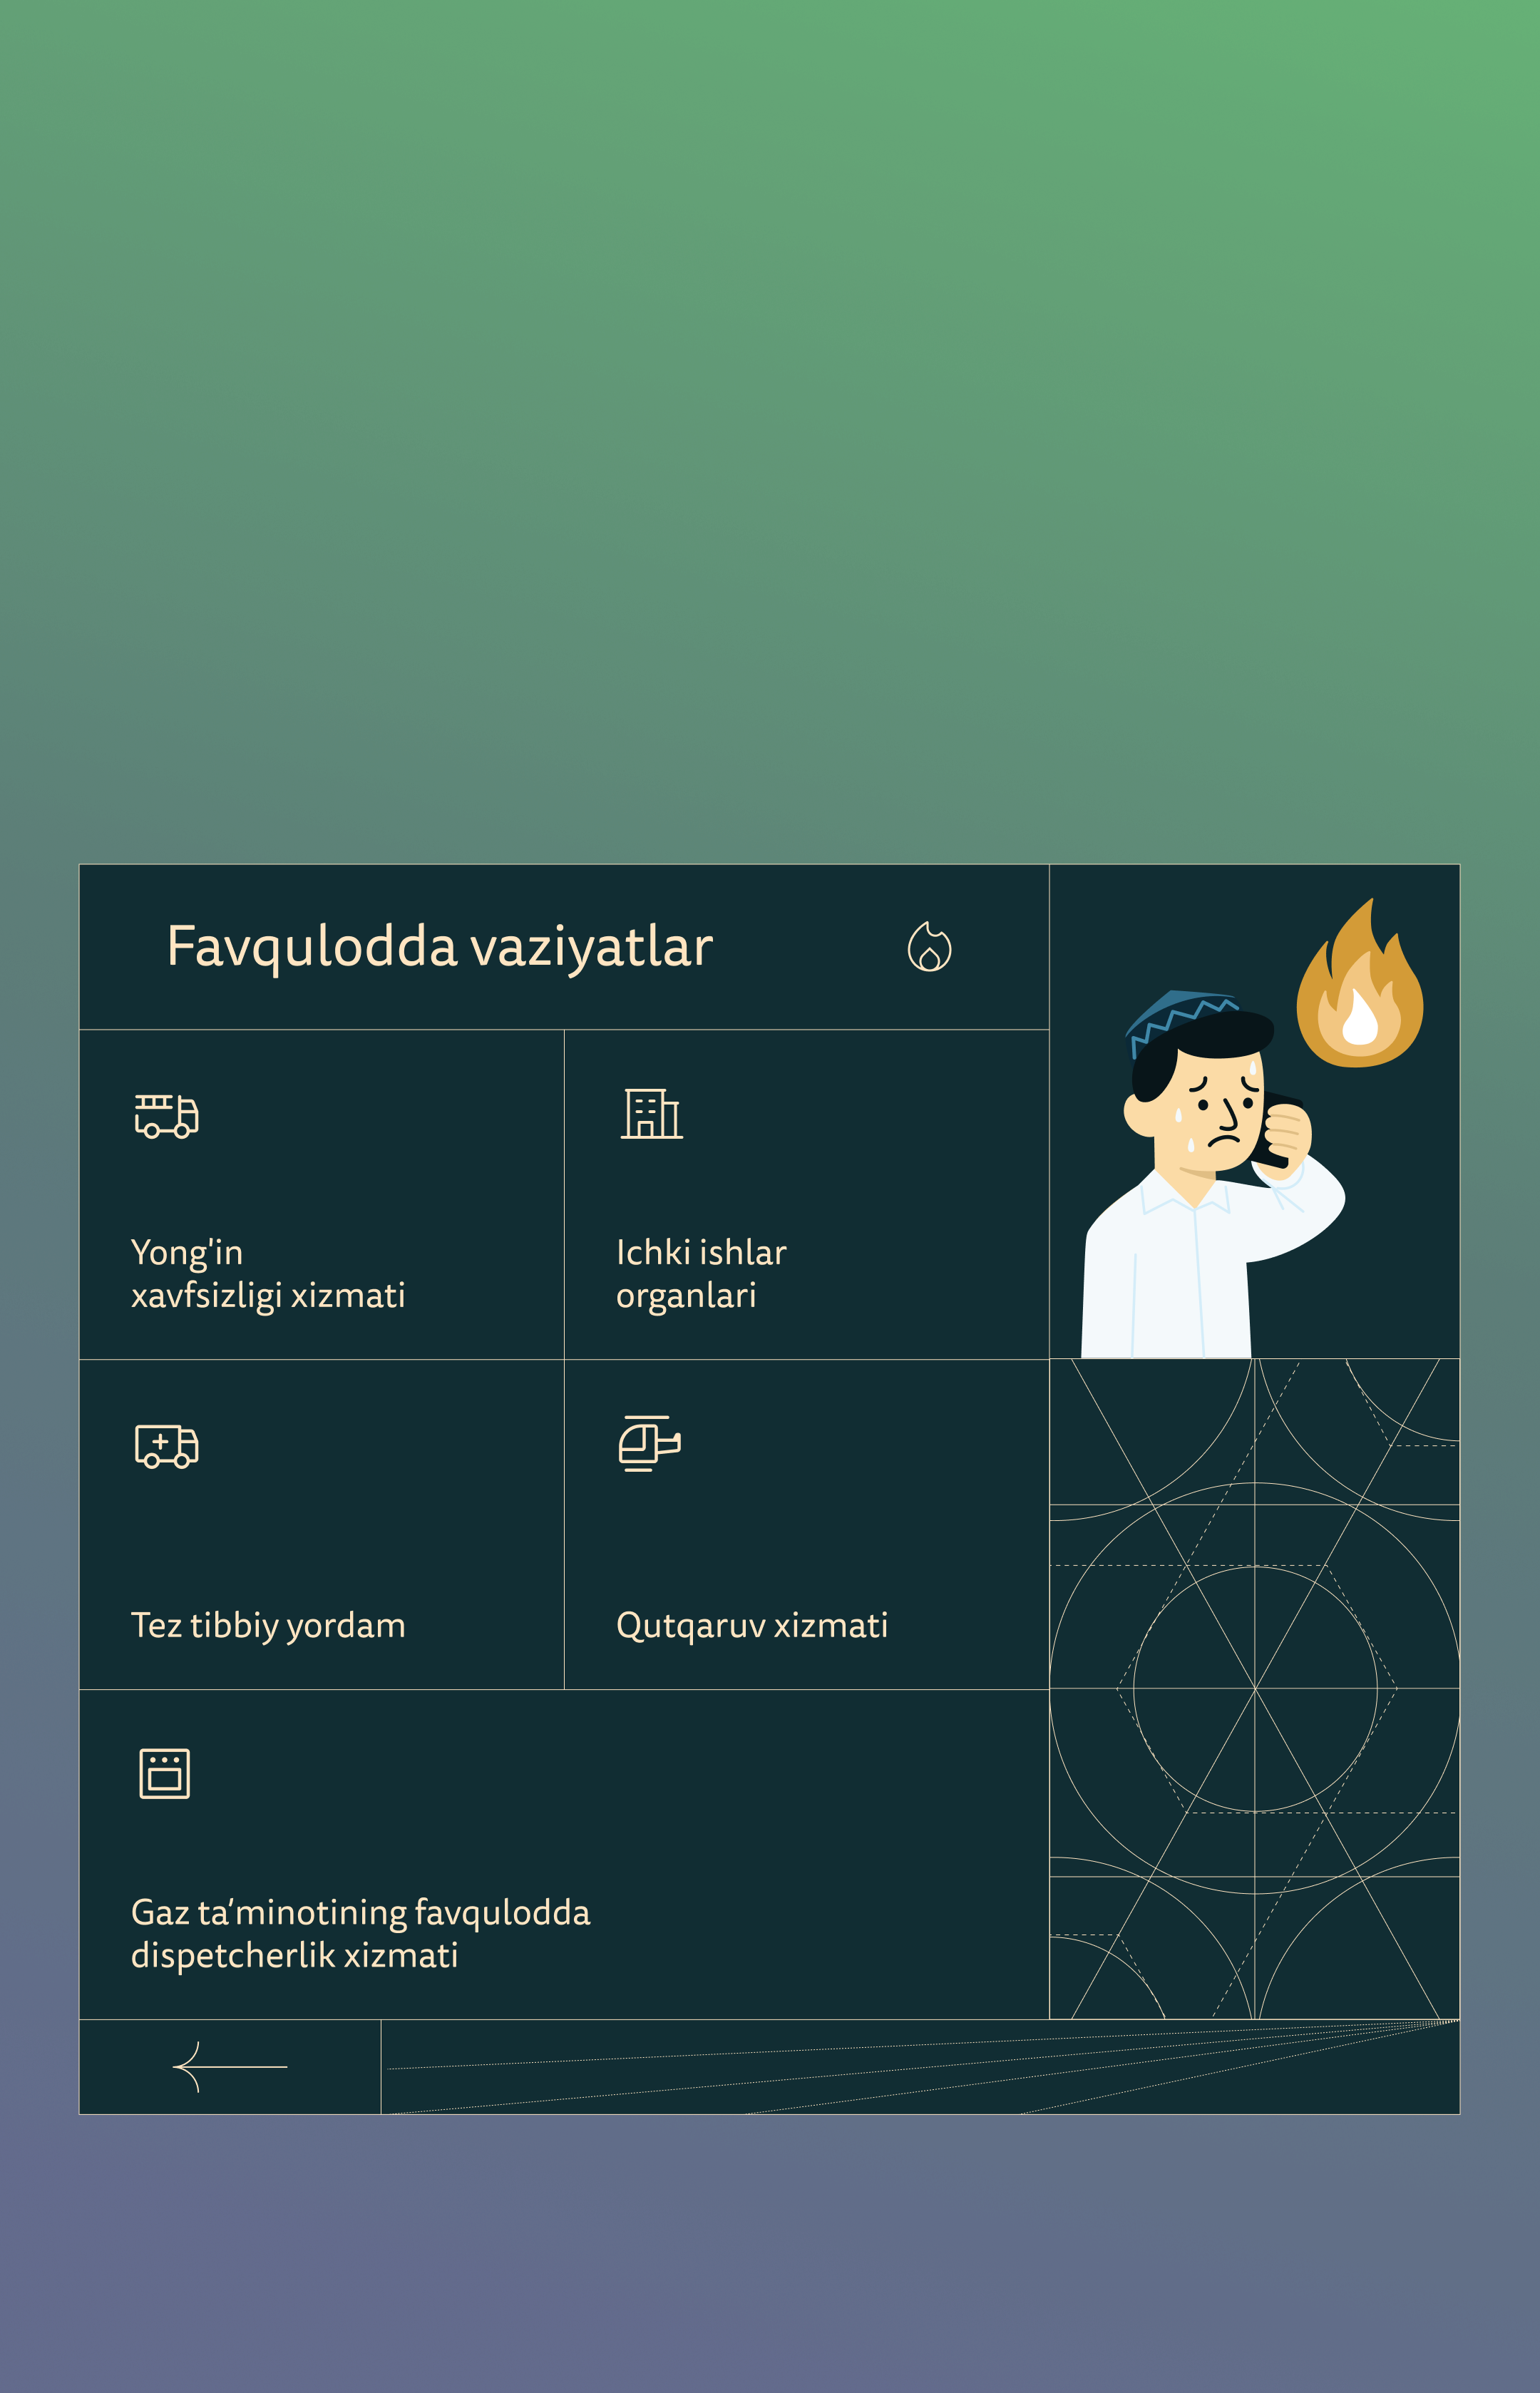 Favqulodda vaziyatlar
Yong'in
xavfsizligi xizmati
Ichki ishlar
organlari
Tez tibbiy yordam
Qutqaruv xizmati
Gaz ta’minotining favqulodda
dispetcherlik xizmati